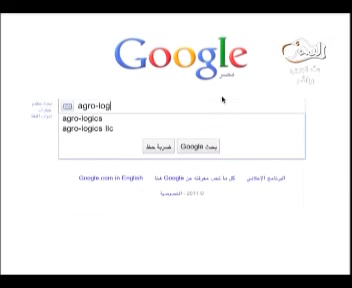 Google
مصر
agro-log
agro-logics
agro-logics llc
بحث Google
ضربة حظ
البرنامج الإعلاني
كل ما تحب معرفته عن Google هنا
Google.com in English
© 2011 - الخصوصية